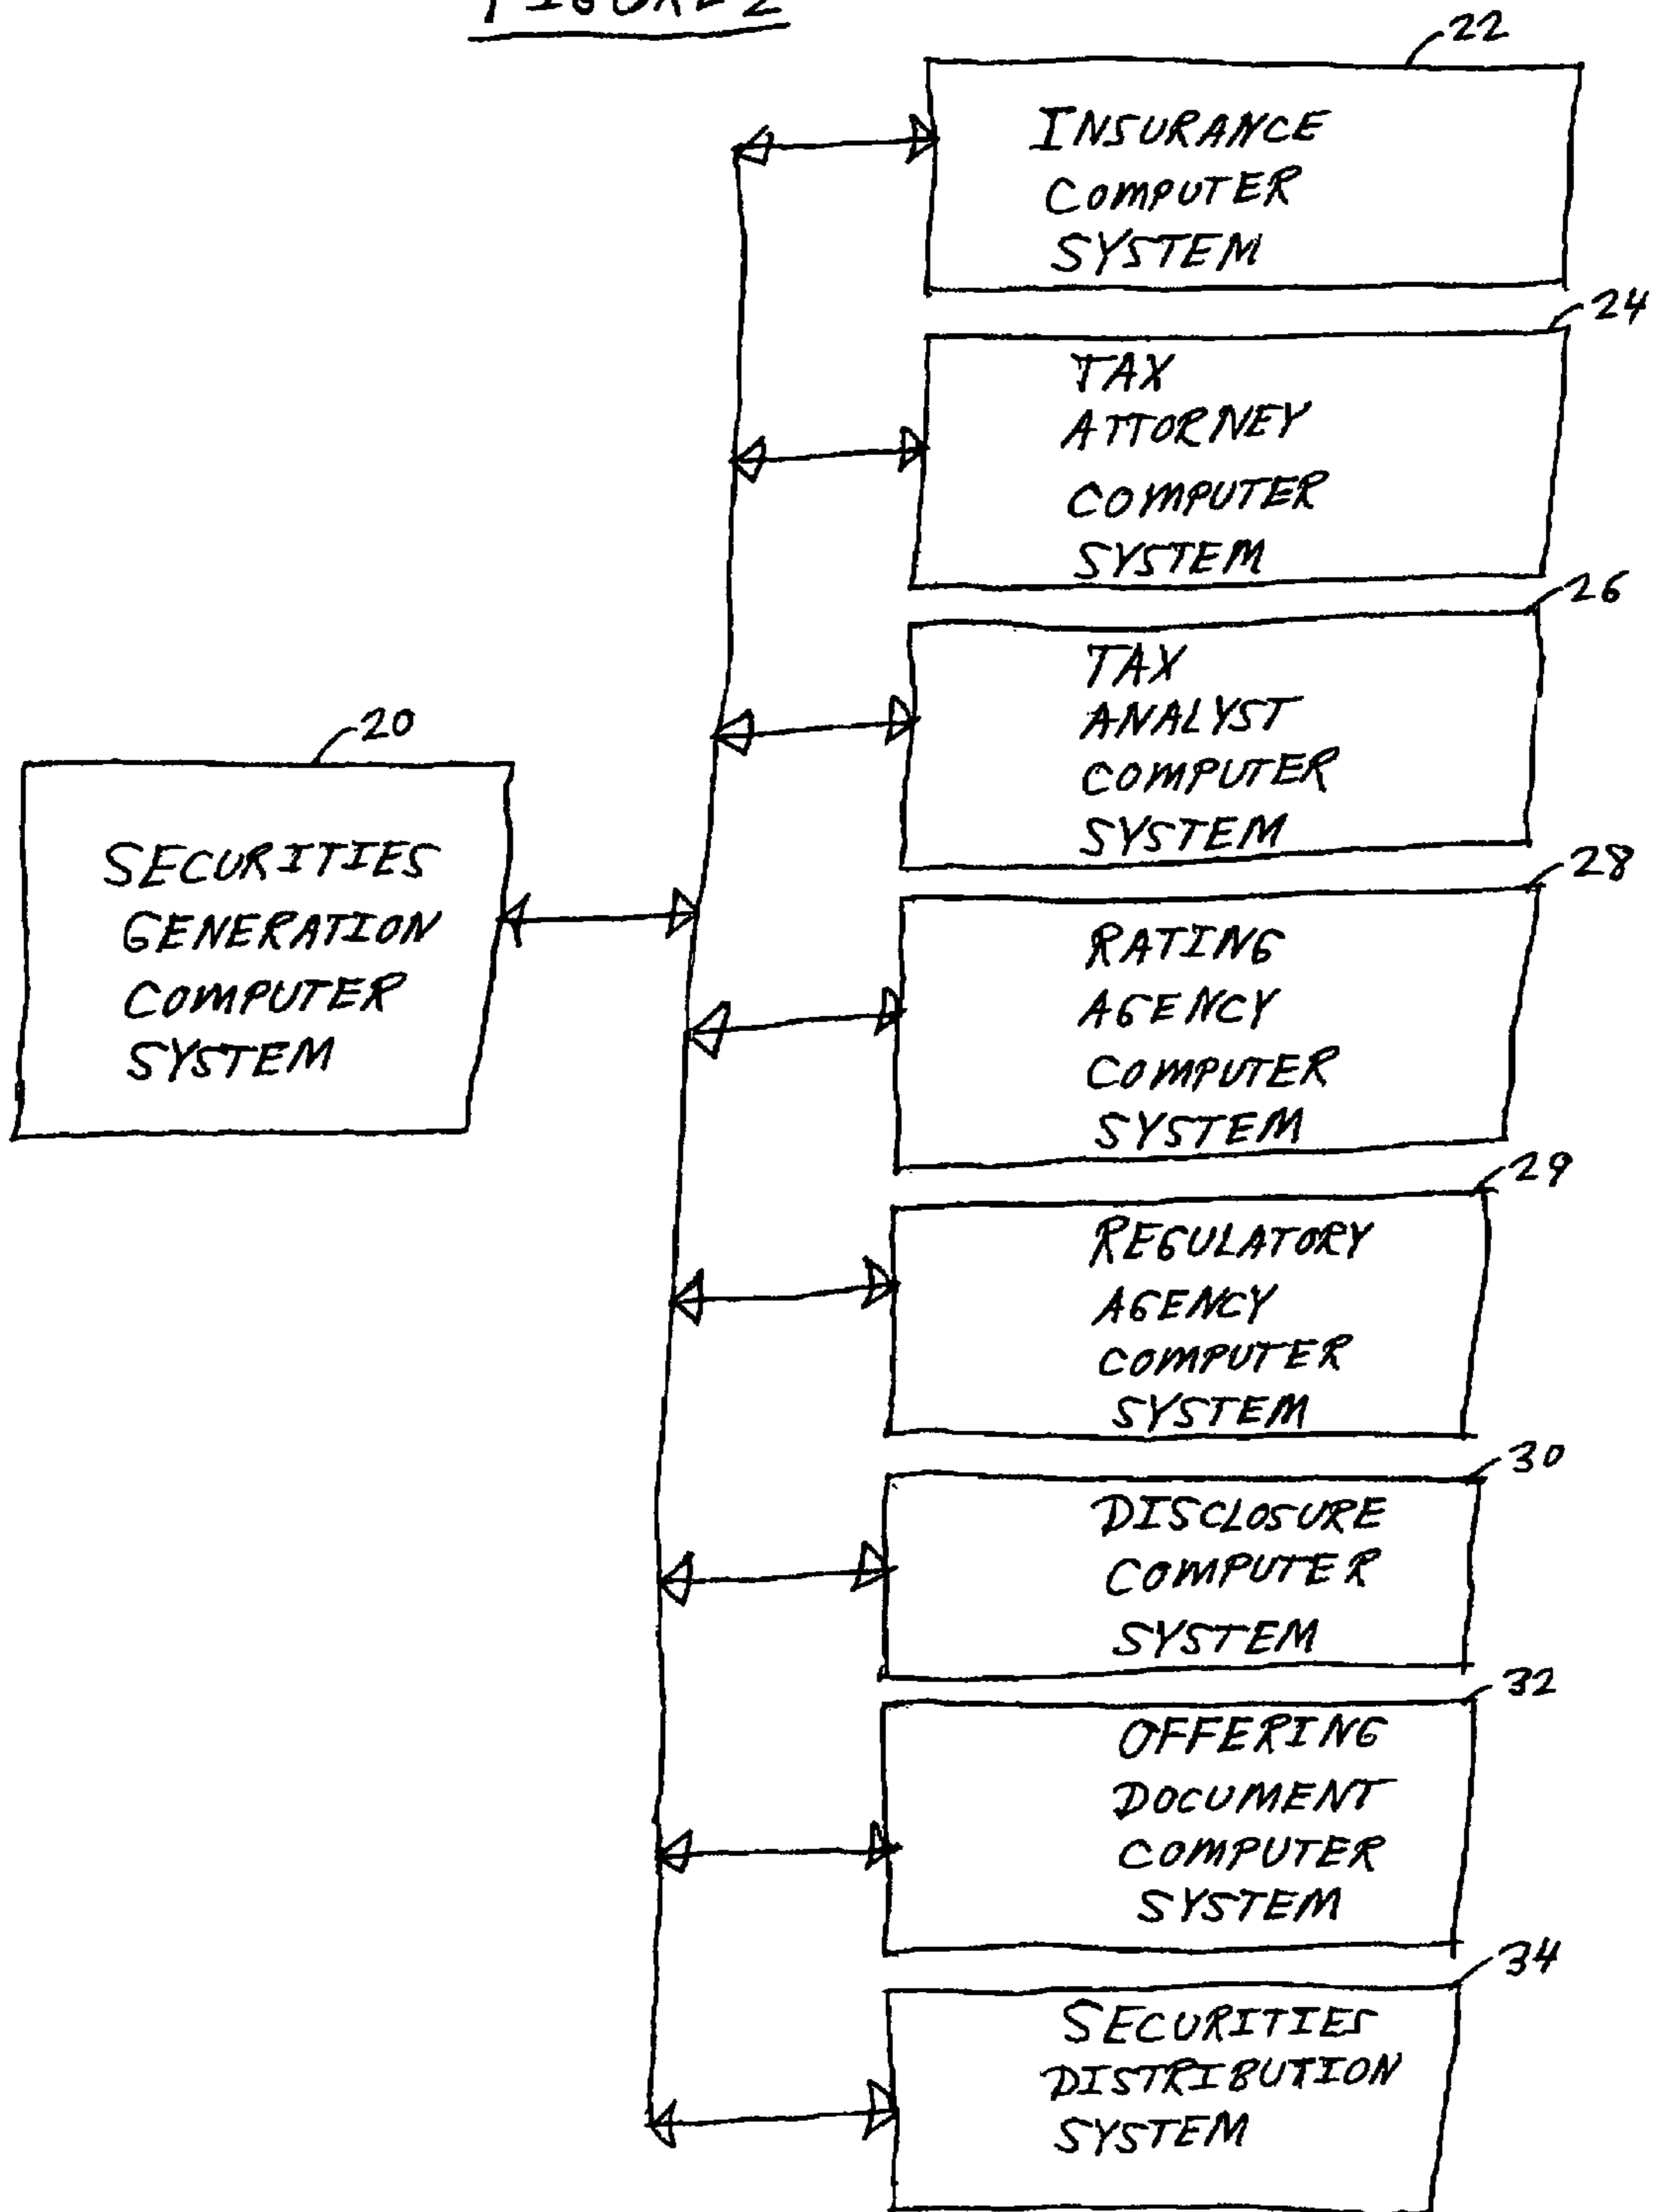 FIGURE 2
22
INSURANCE
COMPUTER
SYSTEM
24
TAX
ATTORNEY
COMPUTER
SYSTEM
26
TAX
ANALYST
COMPUTER
SYSTEM
20
SECURITIES
GENERATION
COMPUTER
SYSTEM
28
RATING
AGENCY
COMPUTER
SYSTEM
29
REGULATORY
AGENCY
COMPUTER
SYSTEM
30
DISCLOSURE
COMPUTER
SYSTEM
32
OFFERING
DOCUMENT
COMPUTER
SYSTEM
34
SECURITIES
DISTRIBUTION
SYSTEM